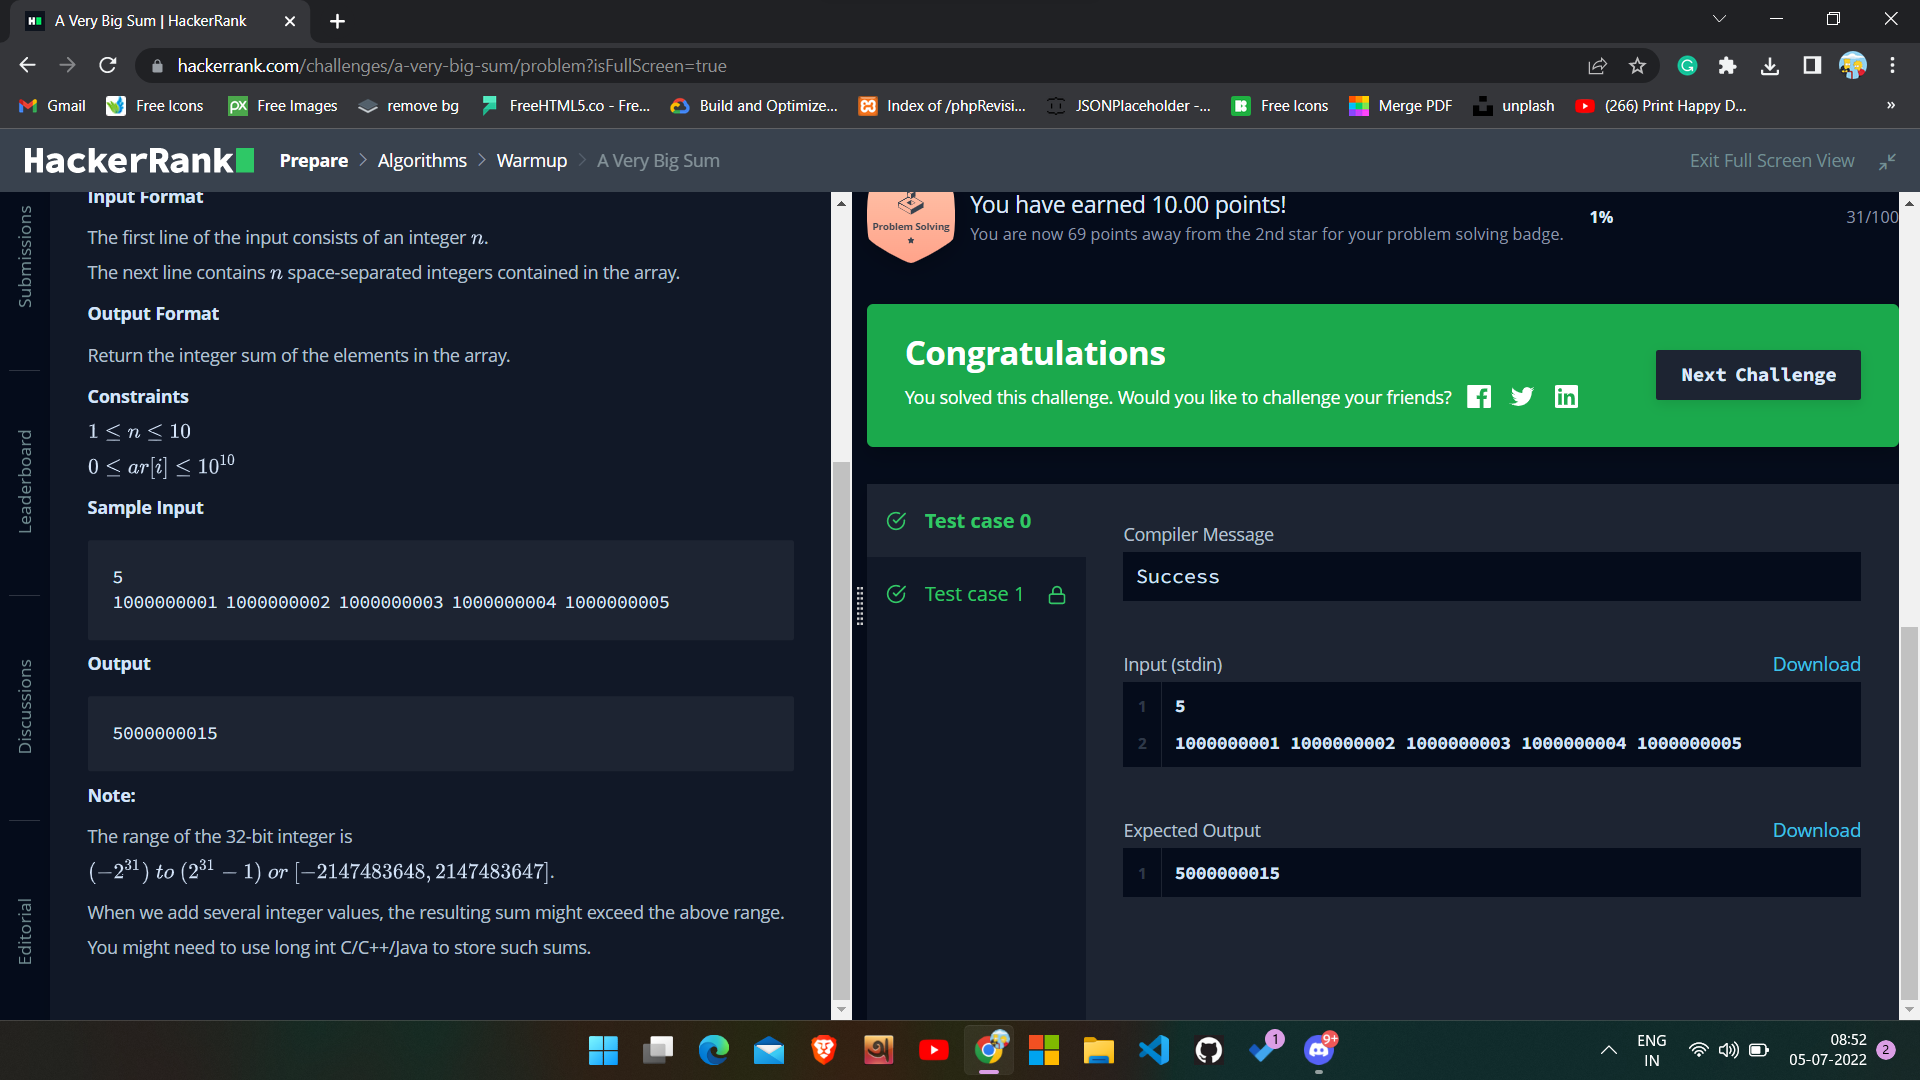 A Very Big Sum | HackerRank
hackerrank.com/challenges/a-very-big-sum/problem?isFullScreen=true
Gmail Free Icons Free Images remove bg FreeHTML5.co - Fre... Build and Optimize... Index of /phpRevisi... JSONPlaceholder -... Free Icons Merge PDF unplash (266) Print Happy D... »
HackerRank Prepare > Algorithms > Warmup > A Very Big Sum Exit Full Screen View
Submissions
Leaderboard
Discussions
Editorial
Input Format
The first line of the input consists of an integer n.
The next line contains n space-separated integers contained in the array.
Output Format
Return the integer sum of the elements in the array.
Constraints
1 ≤ n ≤ 10
0 ≤ ar[i] ≤ 10¹⁰
Sample Input
5
1000000001 1000000002 1000000003 1000000004 1000000005
Output
5000000015
Note:
The range of the 32-bit integer is
(−2³¹) to (2³¹ − 1) or [−2147483648, 2147483647].
When we add several integer values, the resulting sum might exceed the above range.
You might need to use long int C/C++/Java to store such sums.
Problem Solving
You have earned 10.00 points!
You are now 69 points away from the 2nd star for your problem solving badge.
1% 31/100
Congratulations
You solved this challenge. Would you like to challenge your friends?
Next Challenge
Test case 0
Test case 1
Compiler Message
Success
Input (stdin) Download
1 5
2 1000000001 1000000002 1000000003 1000000004 1000000005
Expected Output Download
1 5000000015
1
9+
ENG
IN
08:52
05-07-2022
2